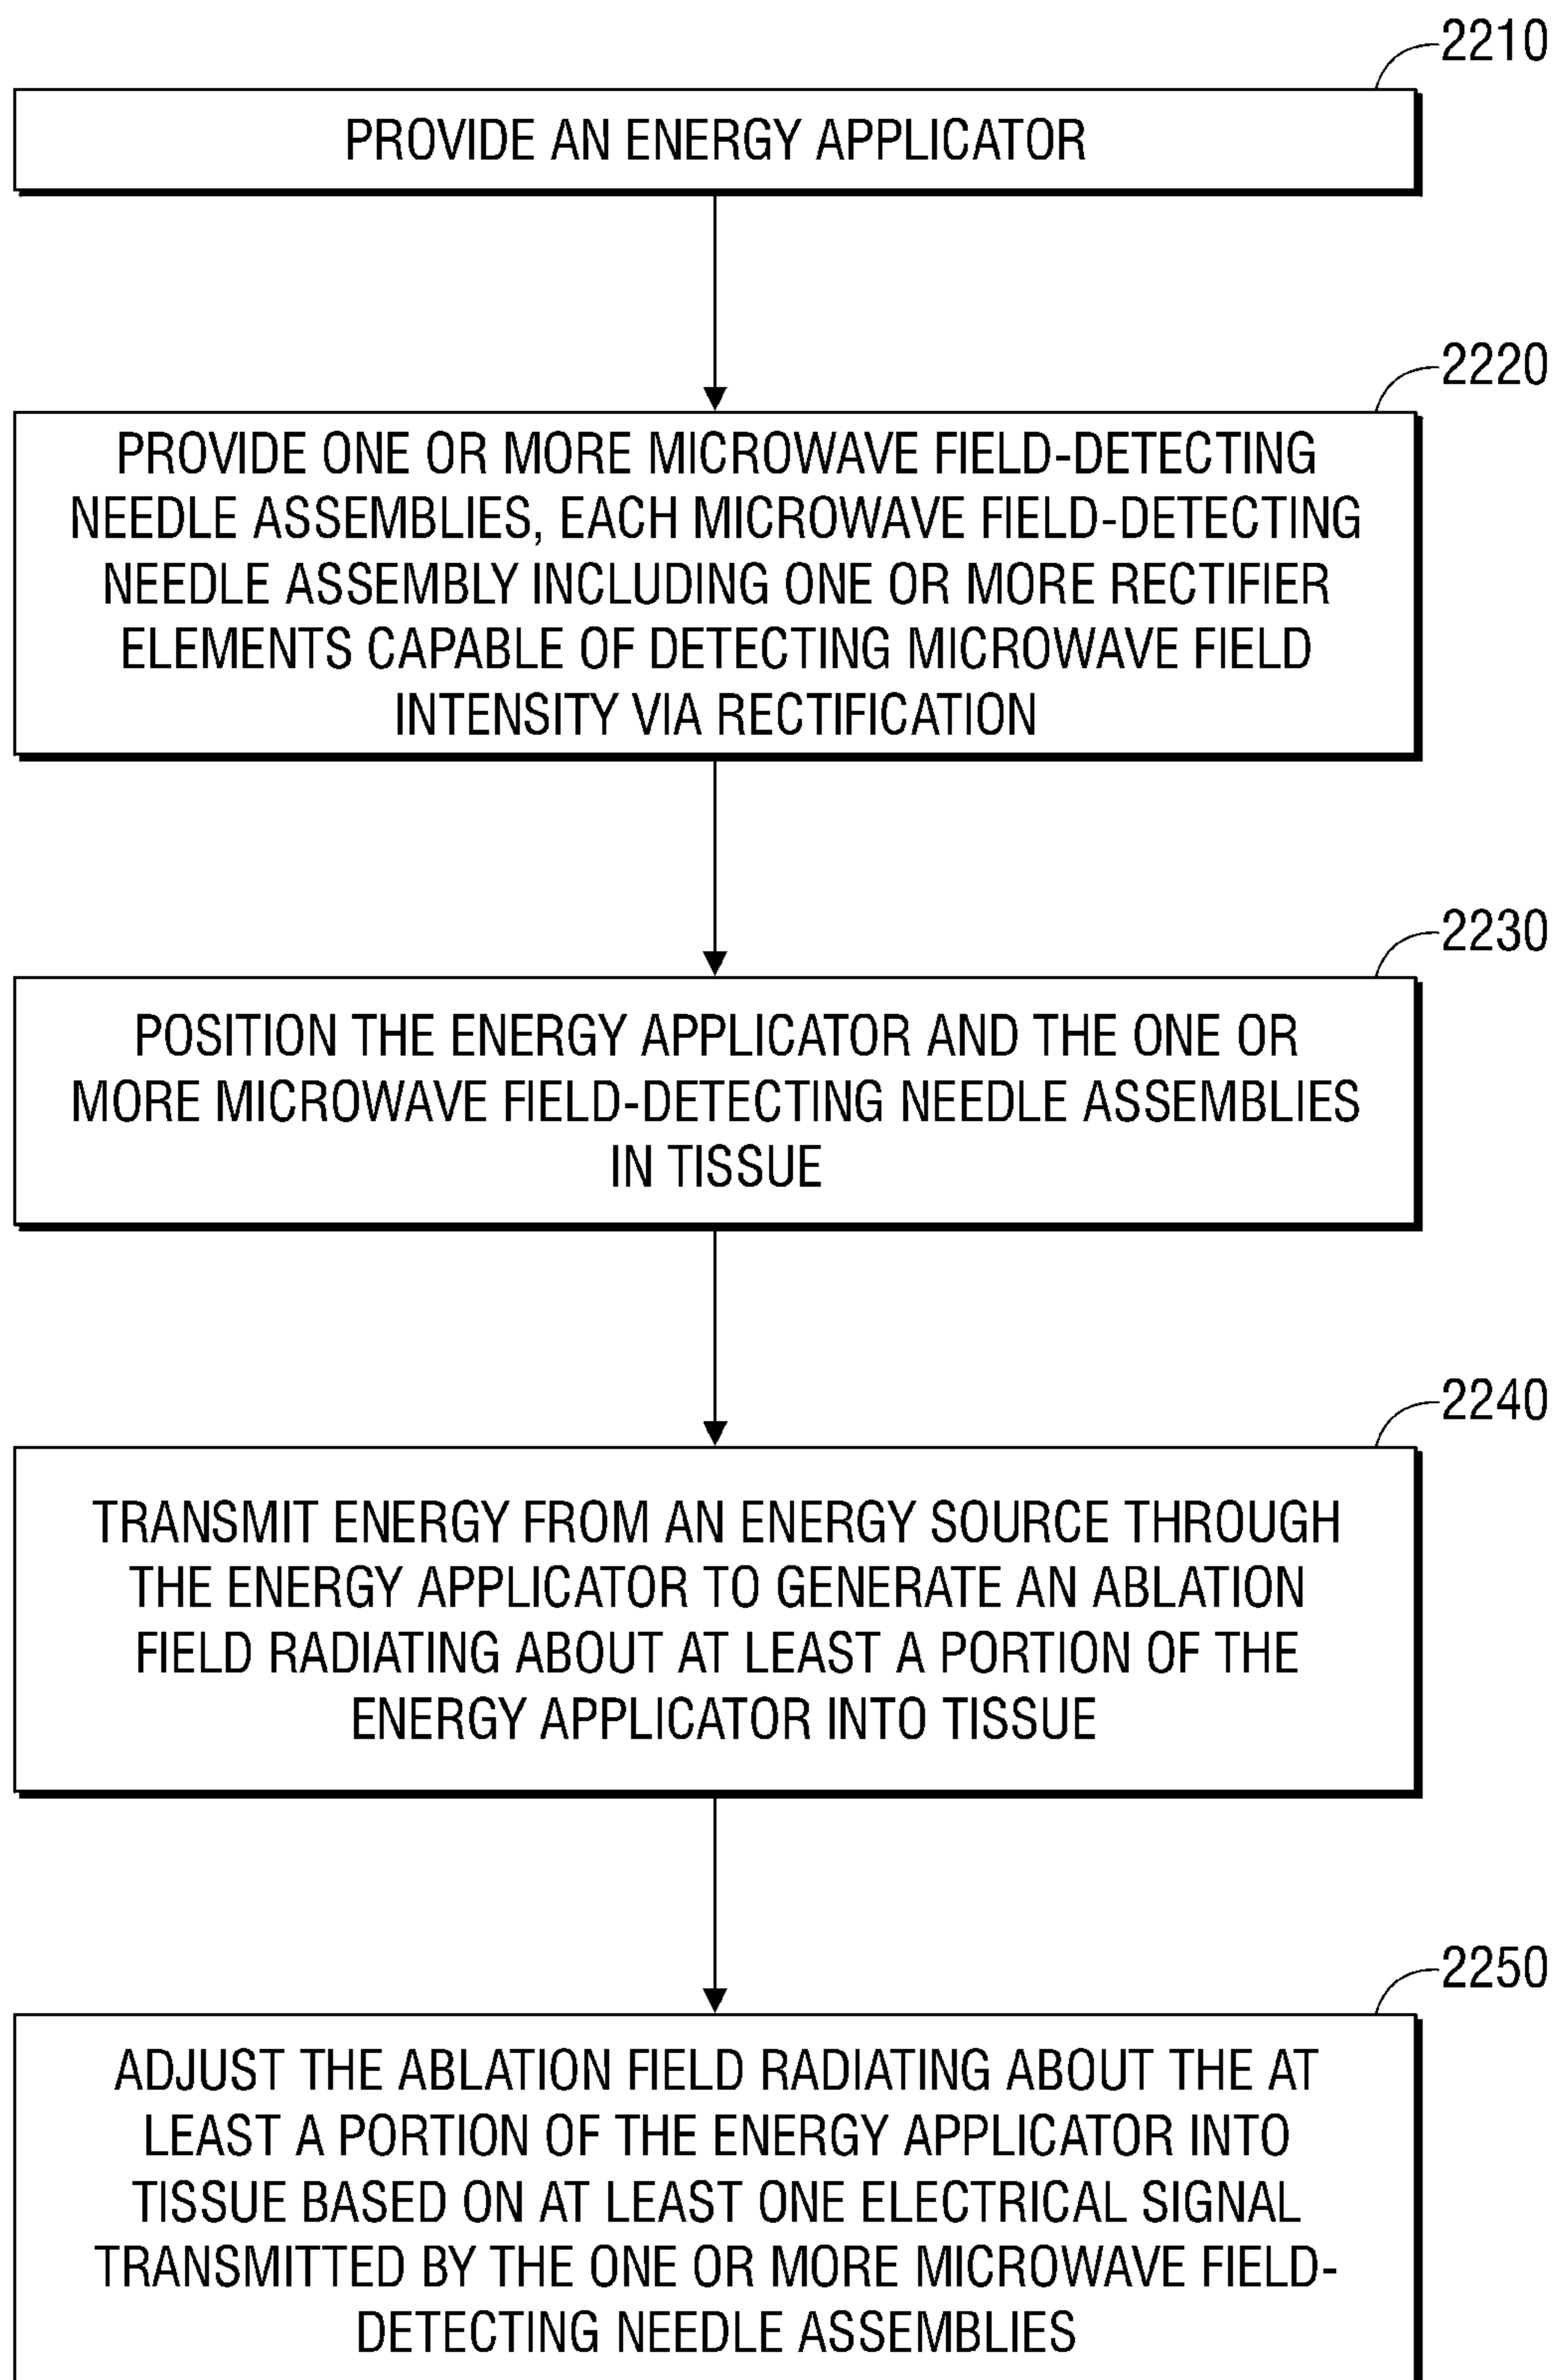 2210
PROVIDE AN ENERGY APPLICATOR
2220
PROVIDE ONE OR MORE MICROWAVE FIELD-DETECTING
NEEDLE ASSEMBLIES, EACH MICROWAVE FIELD-DETECTING
NEEDLE ASSEMBLY INCLUDING ONE OR MORE RECTIFIER
ELEMENTS CAPABLE OF DETECTING MICROWAVE FIELD
INTENSITY VIA RECTIFICATION
2230
POSITION THE ENERGY APPLICATOR AND THE ONE OR
MORE MICROWAVE FIELD-DETECTING NEEDLE ASSEMBLIES
IN TISSUE
2240
TRANSMIT ENERGY FROM AN ENERGY SOURCE THROUGH
THE ENERGY APPLICATOR TO GENERATE AN ABLATION
FIELD RADIATING ABOUT AT LEAST A PORTION OF THE
ENERGY APPLICATOR INTO TISSUE
2250
ADJUST THE ABLATION FIELD RADIATING ABOUT THE AT
LEAST A PORTION OF THE ENERGY APPLICATOR INTO
TISSUE BASED ON AT LEAST ONE ELECTRICAL SIGNAL
TRANSMITTED BY THE ONE OR MORE MICROWAVE FIELD-
DETECTING NEEDLE ASSEMBLIES